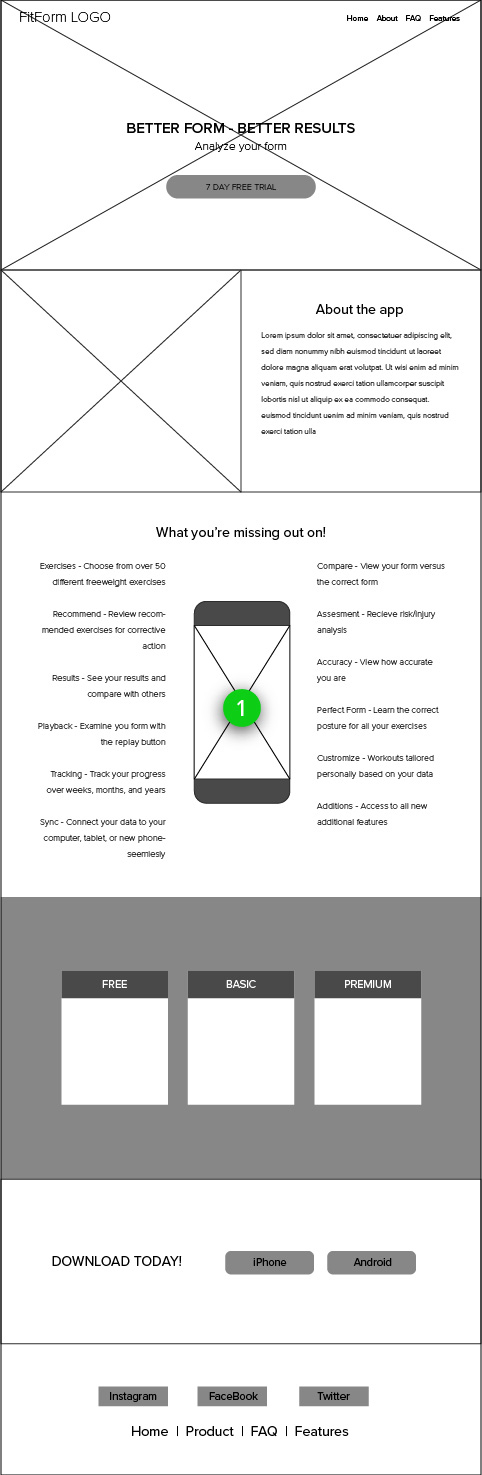 FitForm LOGO
Home About FAQ Features
BETTER FORM - BETTER RESULTS
Analyze your form
7 DAY FREE TRIAL
About the app
Lorem ipsum dolor sit amet, consectetuer adipiscing elit,
sed diam nonummy nibh euismod tincidunt ut laoreet
dolore magna aliquam erat volutpat. Ut wisi enim ad minim
veniam, quis nostrud exerci tation ullamcorper suscipit
lobortis nisl ut aliquip ex ea commodo consequat.
euismod tincidunt uenim ad minim veniam, quis nostrud
exerci tation ulla
What you're missing out on!
Exercises - Choose from over 50
different freeweight exercises
Recommend - Review recom-
mended exercises for corrective
action
Results - See your results and
compare with others
Playback - Examine you form with
the replay button
Tracking - Track your progress
over weeks, months, and years
Sync - Connect your data to your
computer, tablet, or new phone-
seemlesly
1
Compare - View your form versus
the correct form
Assesment - Recieve risk/injury
analysis
Accuracy - View how accurate
you are
Perfect Form - Learn the correct
posture for all your exercises
Custromize - Workouts tailored
personally based on your data
Additions - Access to all new
additional features
FREE
BASIC
PREMIUM
DOWNLOAD TODAY!
iPhone
Android
Instagram
FaceBook
Twitter
Home | Product | FAQ | Features